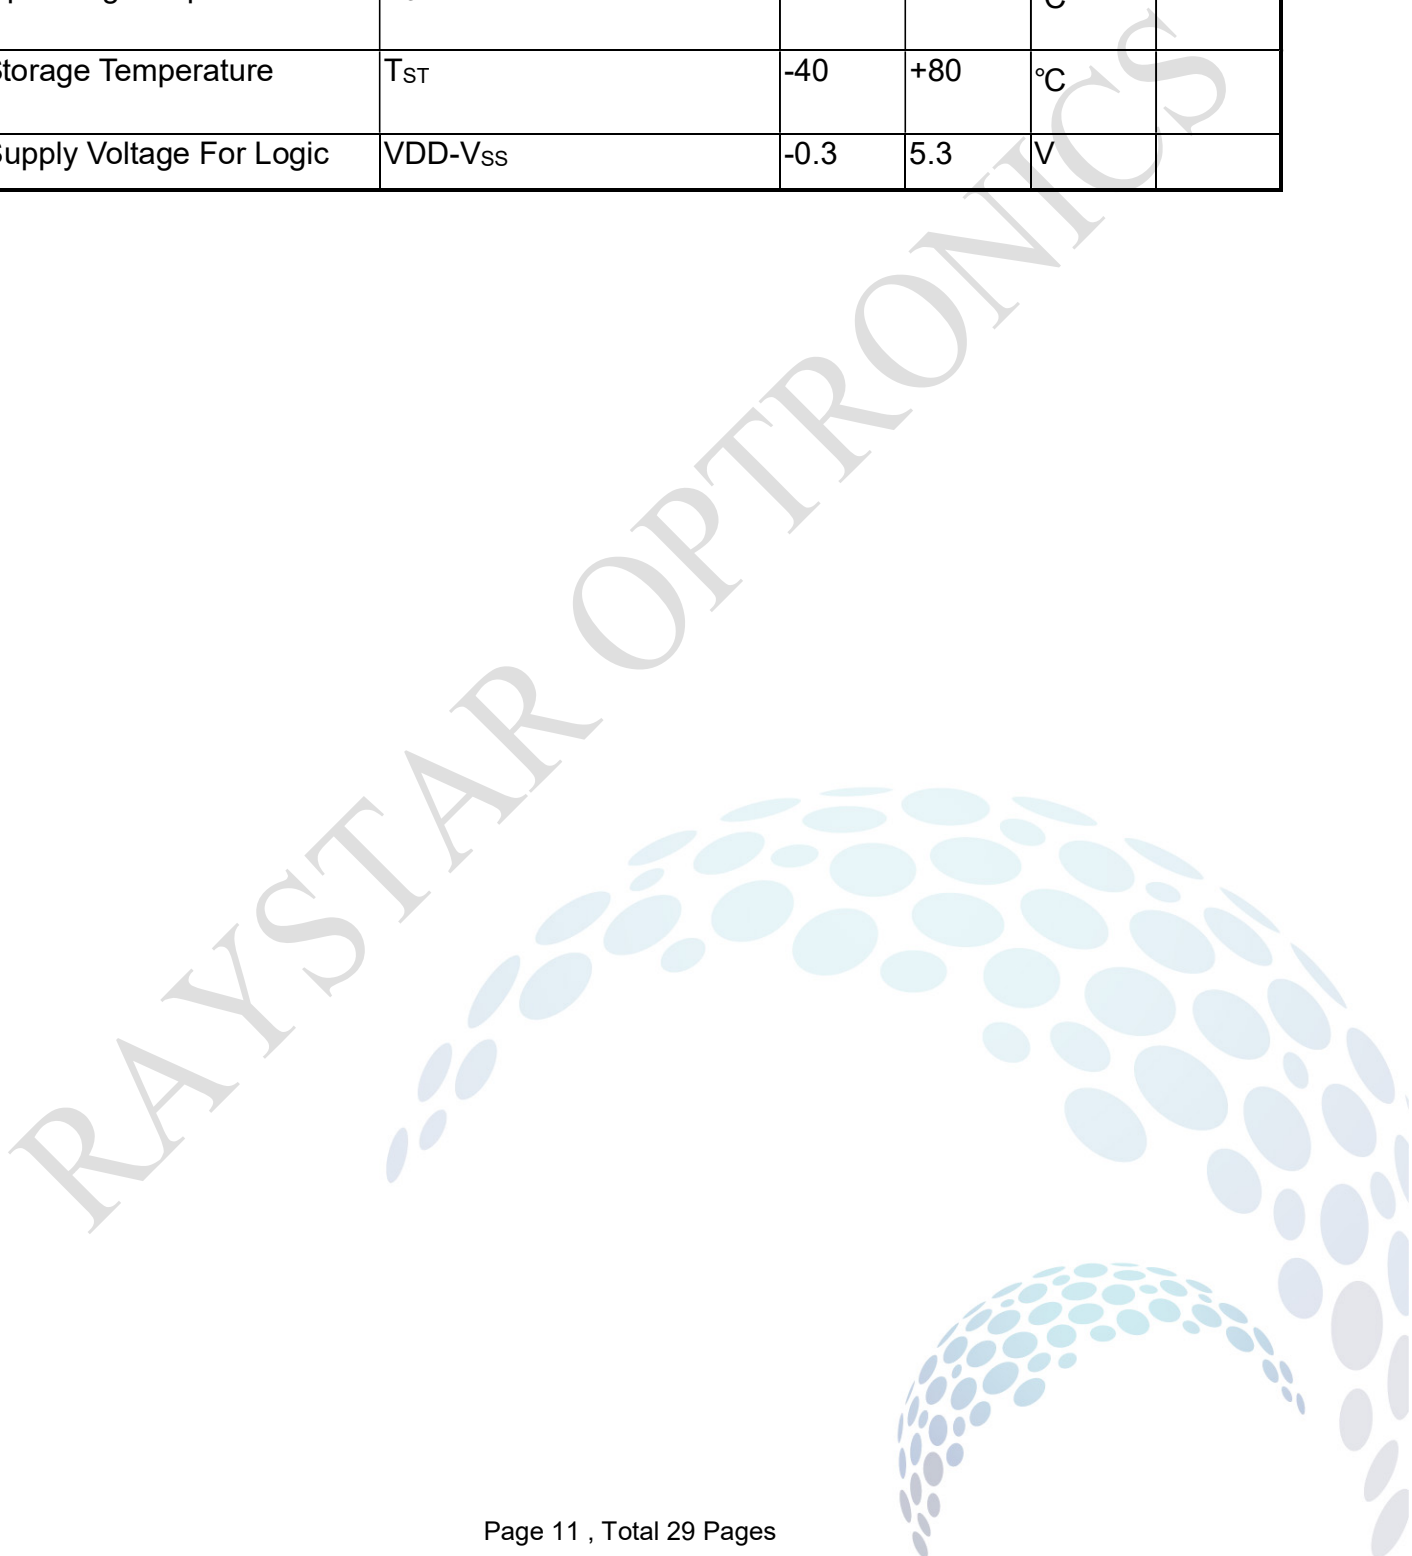 ℃
Storage Temperature TST -40 +80 ℃
Supply Voltage For Logic VDD-VSS -0.3 5.3 V
RAYSTAR OPTRONICS
Page 11 , Total 29 Pages